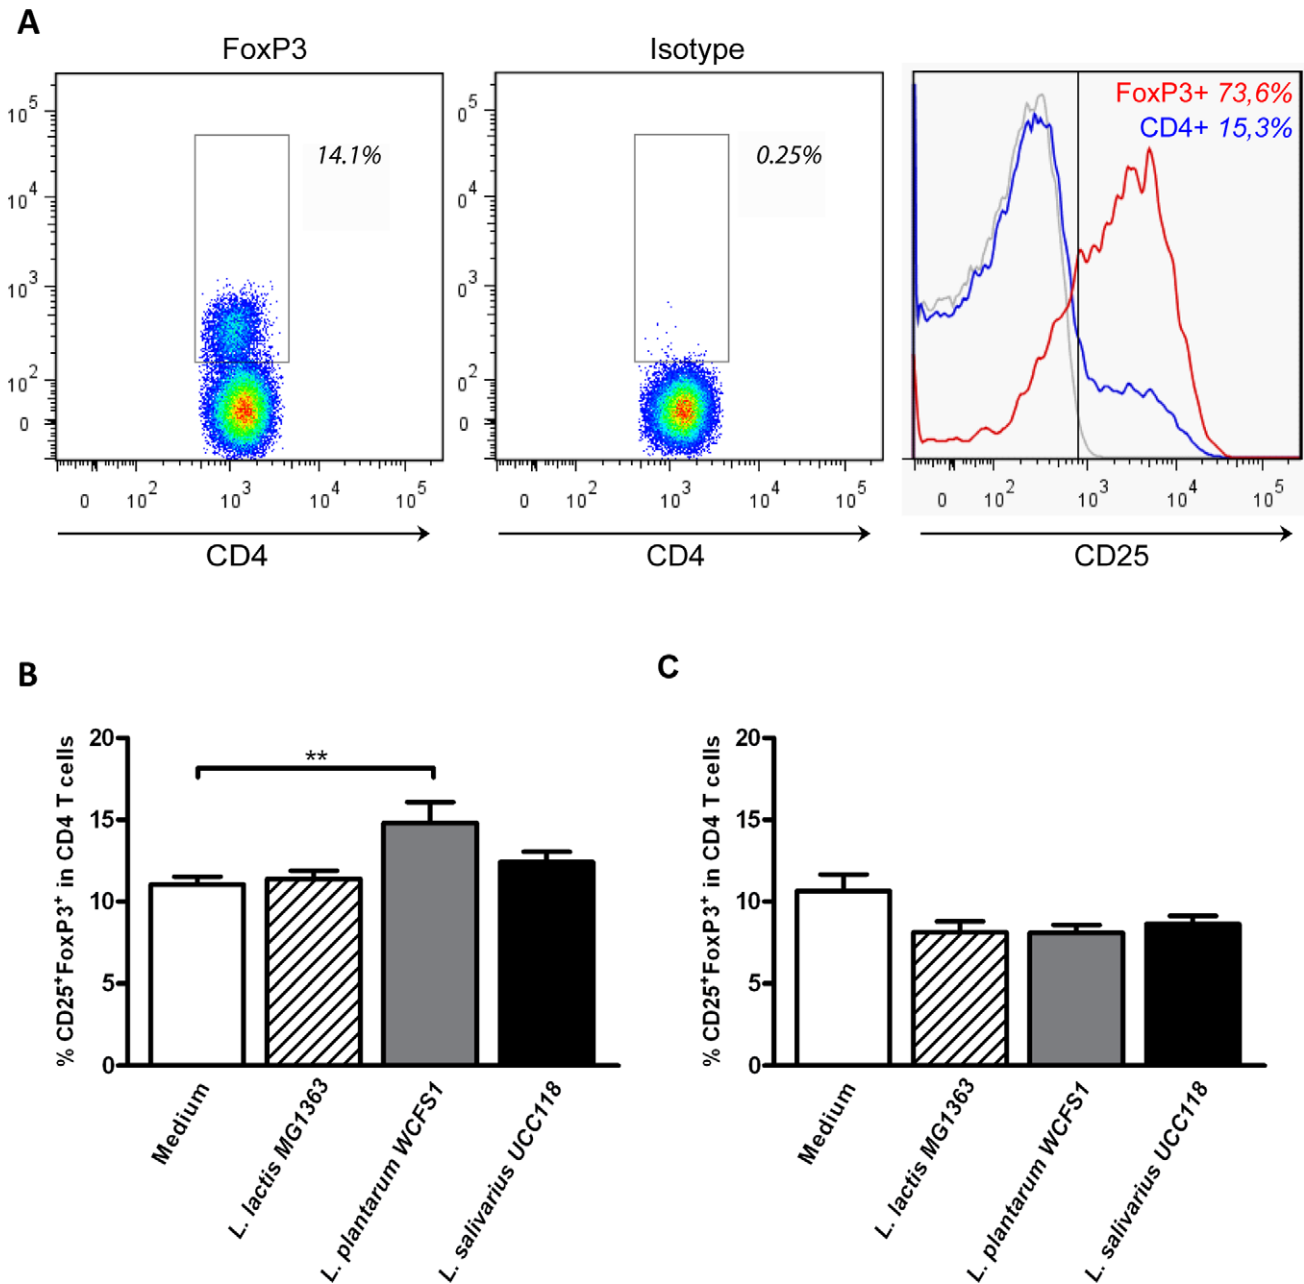 A
FoxP3
Isotype
FoxP3+ 73,6%
CD4+ 15,3%
14.1%
0.25%
10^5
10^4
10^3
10^2
0
0^5
0^4
0^3
0^2
0
0 10^2 10^3 10^4 10^5
0 10^2 10^3 10^4 10^5
0 10^2 10^3 10^4 10^5
CD4
CD4
CD25
B
% CD25+FoxP3+ in CD4 T cells
20
15
10
5
0
**
Medium
L. lactis MG1363
L. plantarum WCFS1
L. salivarius UCC118
C
% CD25+FoxP3+ in CD4 T cells
20
15
10
5
0
Medium
L. lactis MG1363
L. plantarum WCFS1
L. salivarius UCC118